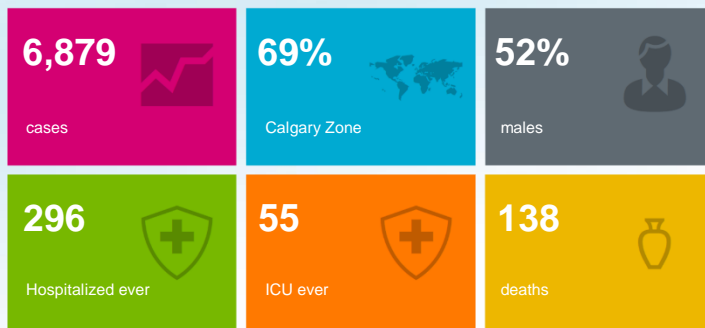 6,879
cases
69%
Calgary Zone
52%
males
296
Hospitalized ever
55
ICU ever
138
deaths